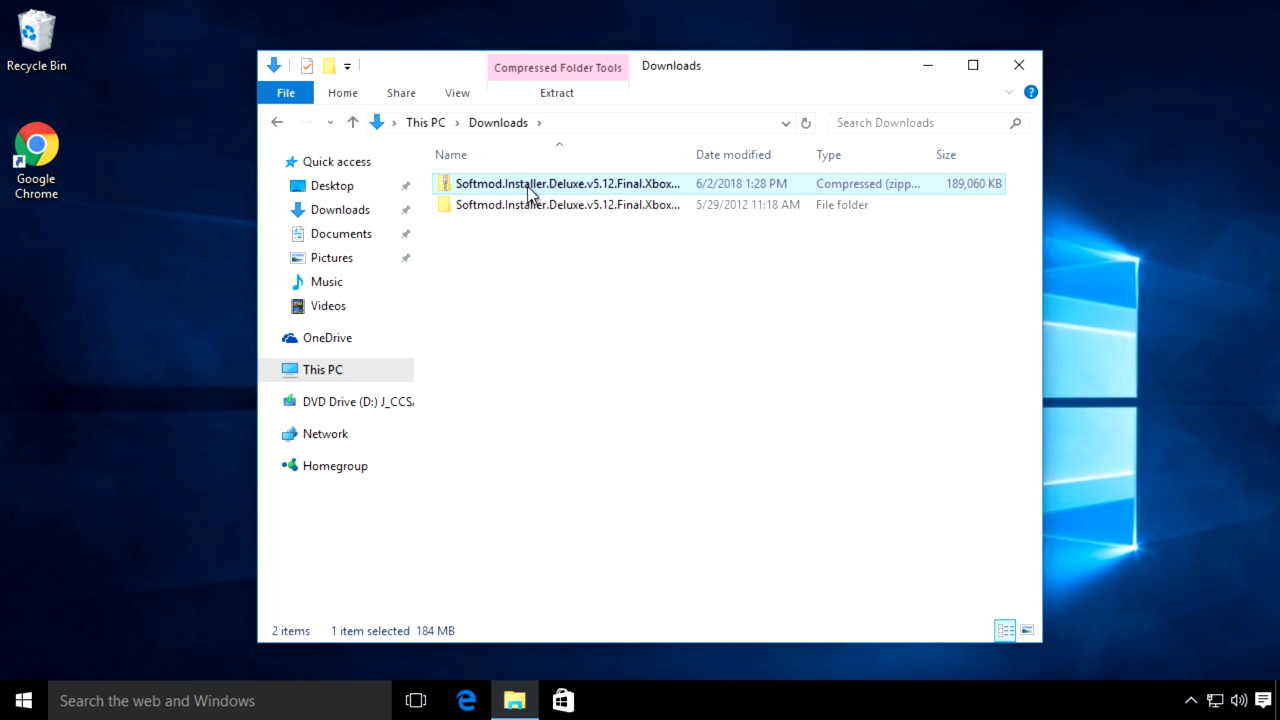 Recycle Bin
Google
Chrome
Compressed Folder Tools
Downloads
File
Home
Share
View
Extract
This PC
Downloads
Search Downloads
Name
Date modified
Type
Size
Softmod.Installer.Deluxe.v5.12.Final.Xbox... 6/2/2018 1:28 PM Compressed (zipp... 189,060 KB
Softmod.Installer.Deluxe.v5.12.Final.Xbox... 5/29/2012 11:18 AM File folder
Quick access
Desktop
Downloads
Documents
Pictures
Music
Videos
OneDrive
This PC
DVD Drive (D:) J_CCSA
Network
Homegroup
2 items 1 item selected 184 MB
Search the web and Windows